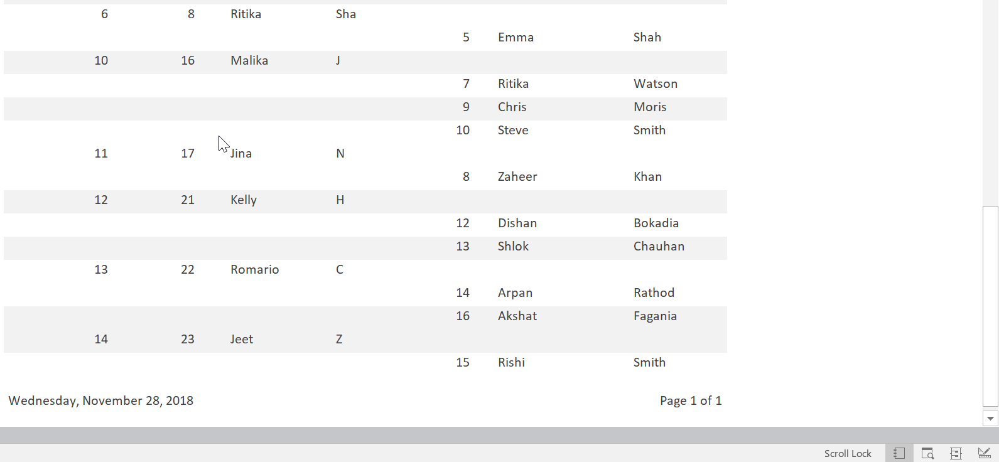 6 8 Ritika Sha
5 Emma Shah
10 16 Malika J
7 Ritika Watson
9 Chris Moris
10 Steve Smith
11 17 Jina N
8 Zaheer Khan
12 21 Kelly H
12 Dishan Bokadia
13 Shlok Chauhan
13 22 Romario C
14 Arpan Rathod
16 Akshat Fagania
14 23 Jeet Z
15 Rishi Smith
Wednesday, November 28, 2018 Page 1 of 1
Scroll Lock